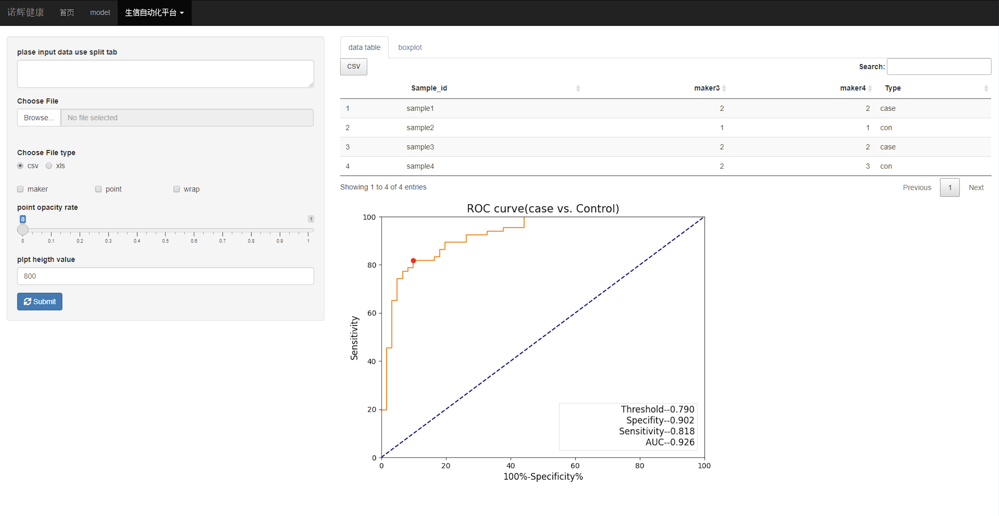 诺辉健康 首页 model 生信自动化平台
plase input data use split tab
Choose File
Browse... No file selected
Choose File type
csv xls
maker point wrap
point opacity rate
0 1
0 0.1 0.2 0.3 0.4 0.5 0.6 0.7 0.8 0.9 1
plpt heigth value
800
Submit
data table boxplot
CSV Search:
Sample_id maker3 maker4 Type
1 sample1 2 2 case
2 sample2 1 1 con
3 sample3 2 2 case
4 sample4 2 3 con
Showing 1 to 4 of 4 entries Previous 1 Next
ROC curve(case vs. Control)
100
80
60
40
20
0
Sensitivity
Threshold--0.790
Specifity--0.902
Sensitivity--0.818
AUC--0.926
0 20 40 60 80 100
100%-Specificity%